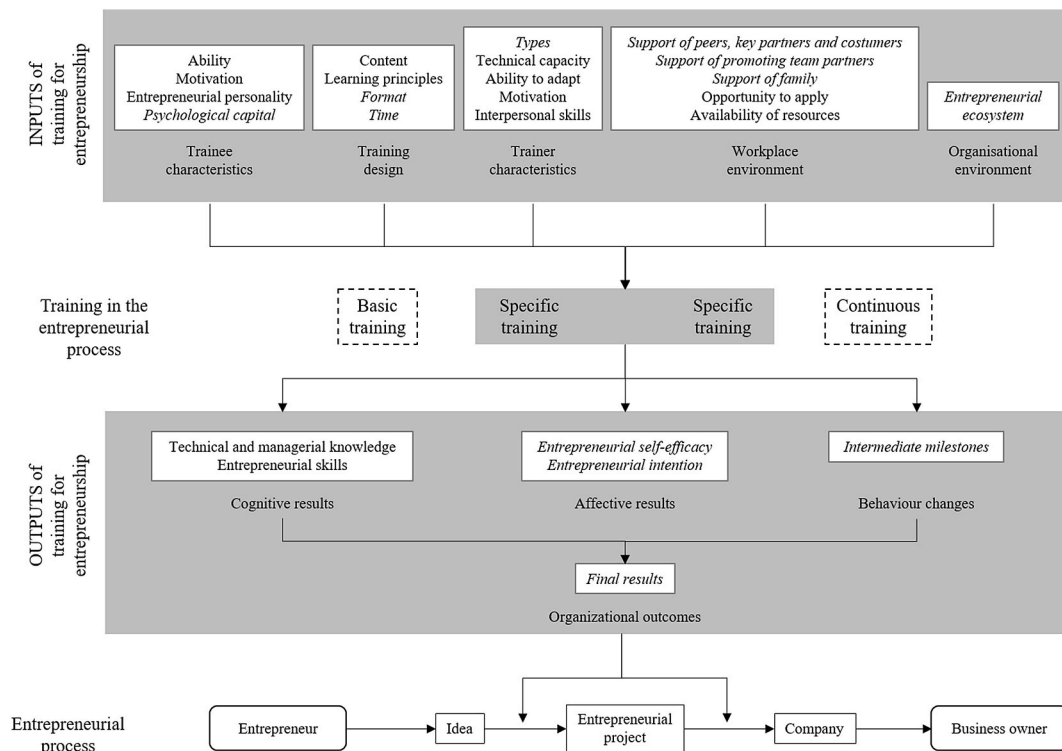 INPUTS of
training for
entrepreneurship
Ability
Motivation
Entrepreneurial personality
Psychological capital
Trainee
characteristics
Content
Learning principles
Format
Time
Training
design
Types
Technical capacity
Ability to adapt
Motivation
Interpersonal skills
Trainer
characteristics
Support of peers, key partners and costumers
Support of promoting team partners
Support of family
Opportunity to apply
Availability of resources
Workplace
environment
Entrepreneurial
ecosystem
Organisational
environment
Training in the
entrepreneurial
process
Basic
training
Specific
training
Specific
training
Continuous
training
OUTPUTS of
training for
entrepreneurship
Technical and managerial knowledge
Entrepreneurial skills
Cognitive results
Entrepreneurial self-efficacy
Entrepreneurial intention
Affective results
Intermediate milestones
Behaviour changes
Final results
Organizational outcomes
Entrepreneurial
process
Entrepreneur
Idea
Entrepreneurial
project
Company
Business owner